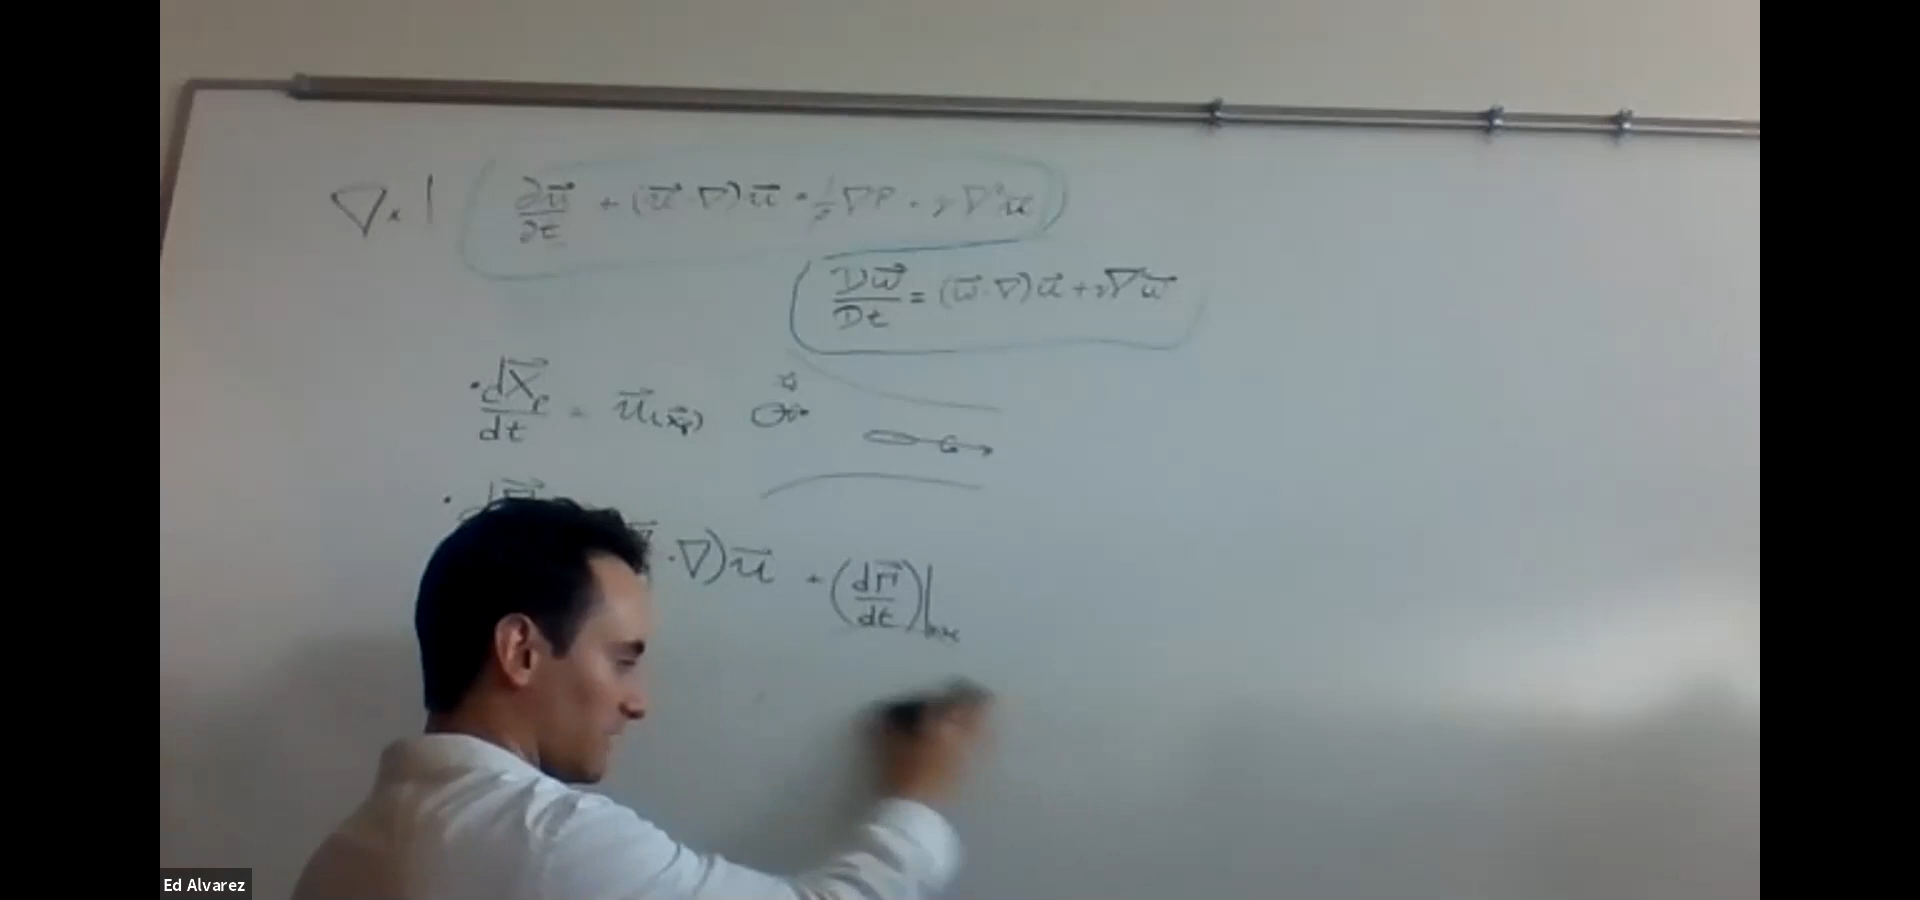 ∇× | ∂u⃗/∂t + (u⃗·∇)u⃗ = 1/ρ ∇P + ν∇²u⃗
Dω⃗/Dt = (ω⃗·∇)u⃗ + ν∇²ω⃗
· dX⃗p/dt = u⃗(x⃗p)
·∇)u⃗ + (dΓ⃗/dt)|
Ed Alvarez